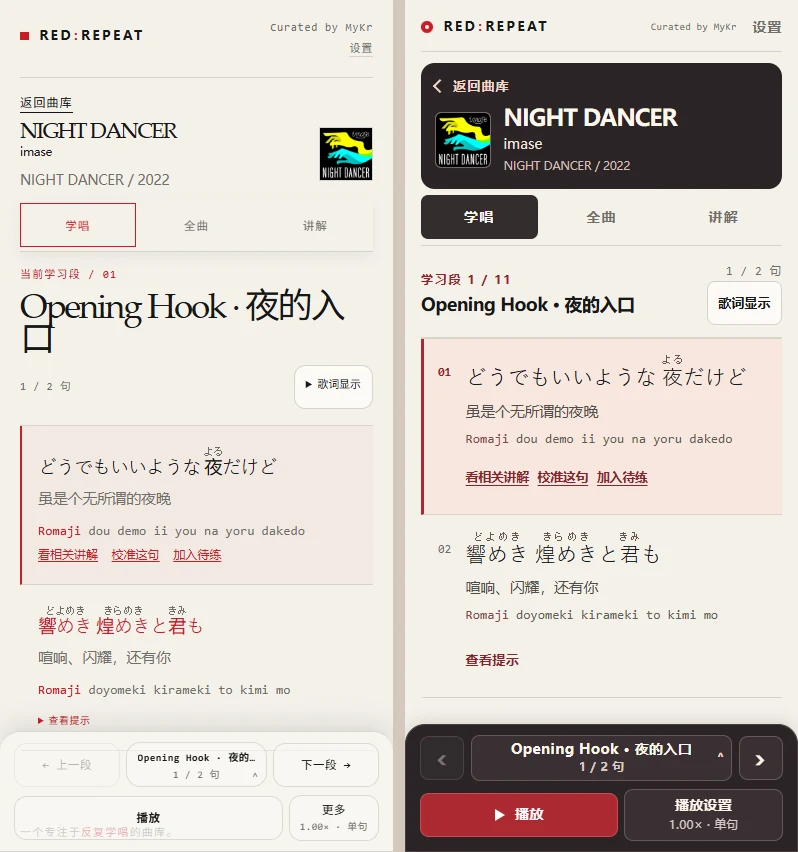 RED:REPEAT
Curated by MyKr
设置
返回曲库
NIGHT DANCER
imase
NIGHT DANCER / 2022
imase
NIGHT DANCER
学唱
全曲
讲解
当前学习段 / 01
Opening Hook · 夜的入
口
1 / 2 句
▶ 歌词显示
よる
どうでもいいような 夜だけど
虽是个无所谓的夜晚
Romaji dou demo ii you na yoru dakedo
看相关讲解 校准这句 加入待练
どよめき きらめき きみ
響めき 煌めきと君も
喧响、闪耀，还有你
Romaji doyomeki kirameki to kimi mo
▶ 查看提示
← 上一段
Opening Hook · 夜的…
1 / 2 句 ^
下一段 →
播放
一个专注于反复学唱的曲库。
更多
1.00× · 单句
RED:REPEAT
Curated by MyKr
设置
返回曲库
imase
NIGHT DANCER
NIGHT DANCER
imase
NIGHT DANCER / 2022
学唱
全曲
讲解
学习段 1 / 11
Opening Hook • 夜的入口
1 / 2 句
歌词显示
01
よる
どうでもいいような 夜だけど
虽是个无所谓的夜晚
Romaji dou demo ii you na yoru dakedo
看相关讲解 校准这句 加入待练
02
どよめき きらめき きみ
響めき 煌めきと君も
喧响、闪耀，还有你
Romaji doyomeki kirameki to kimi mo
查看提示
‹
Opening Hook • 夜的入口
1 / 2 句
^
›
▶ 播放
播放设置
1.00× · 单句